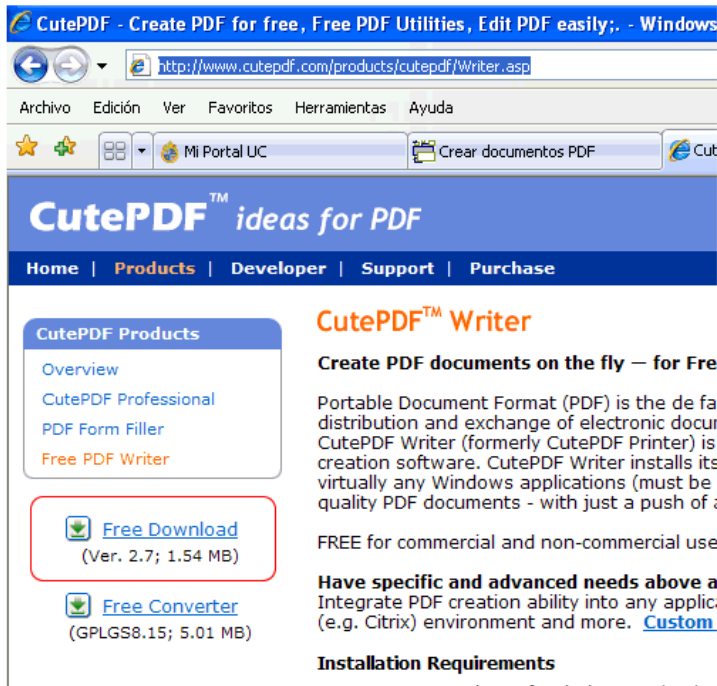 CutePDF - Create PDF for free, Free PDF Utilities, Edit PDF easily;. - Windows
http://www.cutepdf.com/products/cutepdf/Writer.asp
Archivo Edición Ver Favoritos Herramientas Ayuda
Mi Portal UC Crear documentos PDF Cut
CutePDF™ ideas for PDF
Home | Products | Developer | Support | Purchase
CutePDF Products
Overview
CutePDF Professional
PDF Form Filler
Free PDF Writer
Free Download
(Ver. 2.7; 1.54 MB)
Free Converter
(GPLGS8.15; 5.01 MB)
CutePDF™ Writer
Create PDF documents on the fly — for Fre
Portable Document Format (PDF) is the de fa
distribution and exchange of electronic docu
CutePDF Writer (formerly CutePDF Printer) is
creation software. CutePDF Writer installs its
virtually any Windows applications (must be
quality PDF documents - with just a push of a
FREE for commercial and non-commercial use
Have specific and advanced needs above a
Integrate PDF creation ability into any applica
(e.g. Citrix) environment and more. Custom
Installation Requirements